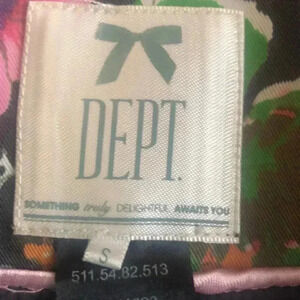 DEPT.
SOMETHING truly DELIGHTFUL AWAITS YOU
S
511.54.82.513